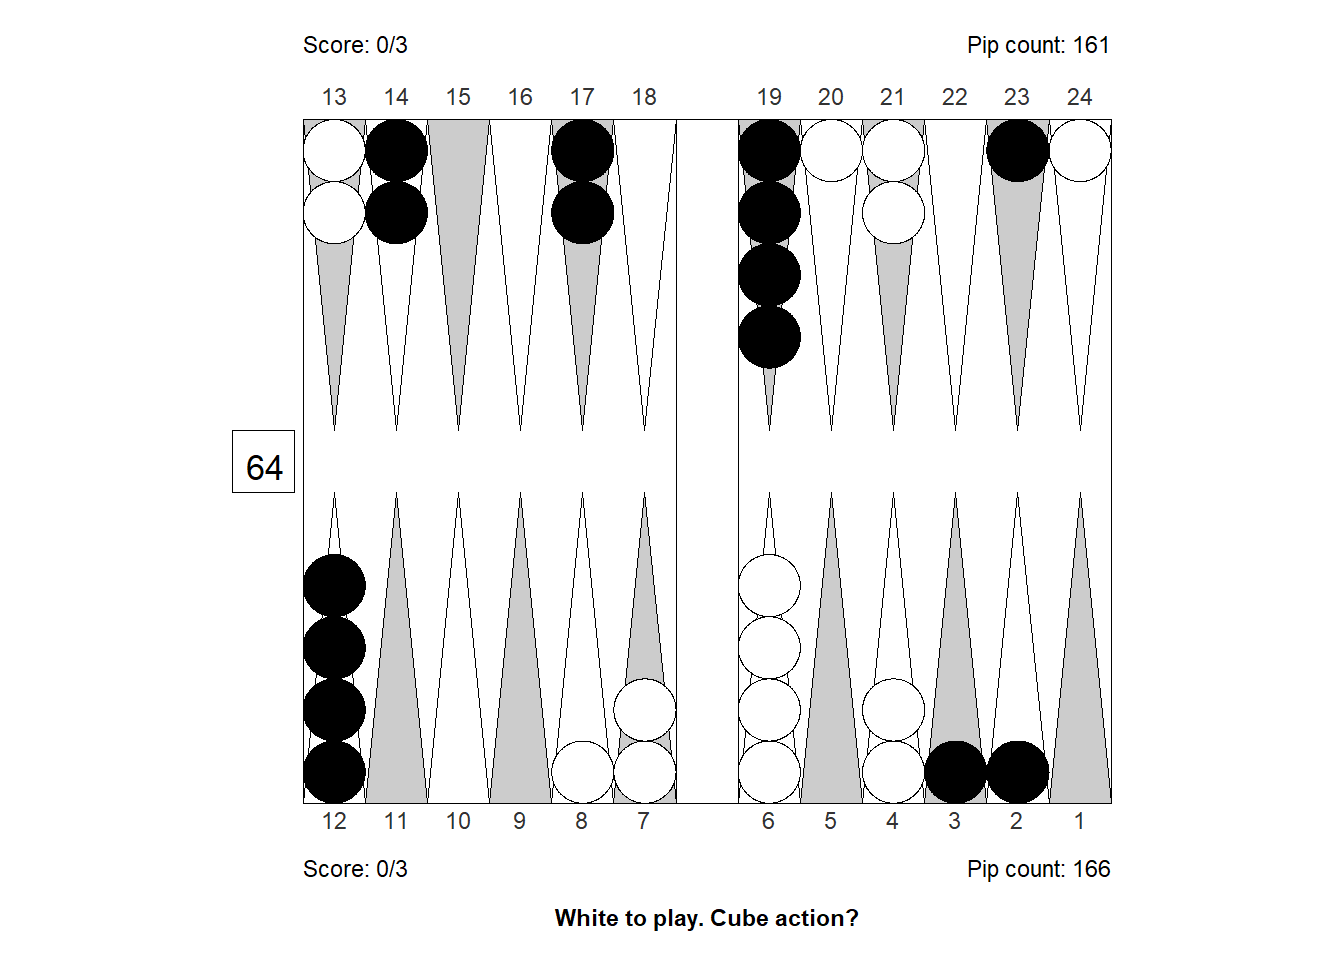 Score: 0/3 Pip count: 161
13 14 15 16 17 18 19 20 21 22 23 24
64
12 11 10 9 8 7 6 5 4 3 2 1
Score: 0/3 Pip count: 166
White to play. Cube action?